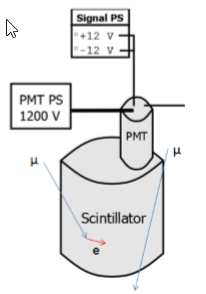 Signal PS
°+12 V
°-12 V
PMT PS
1200 V
PMT
μ
μ
Scintillator
e